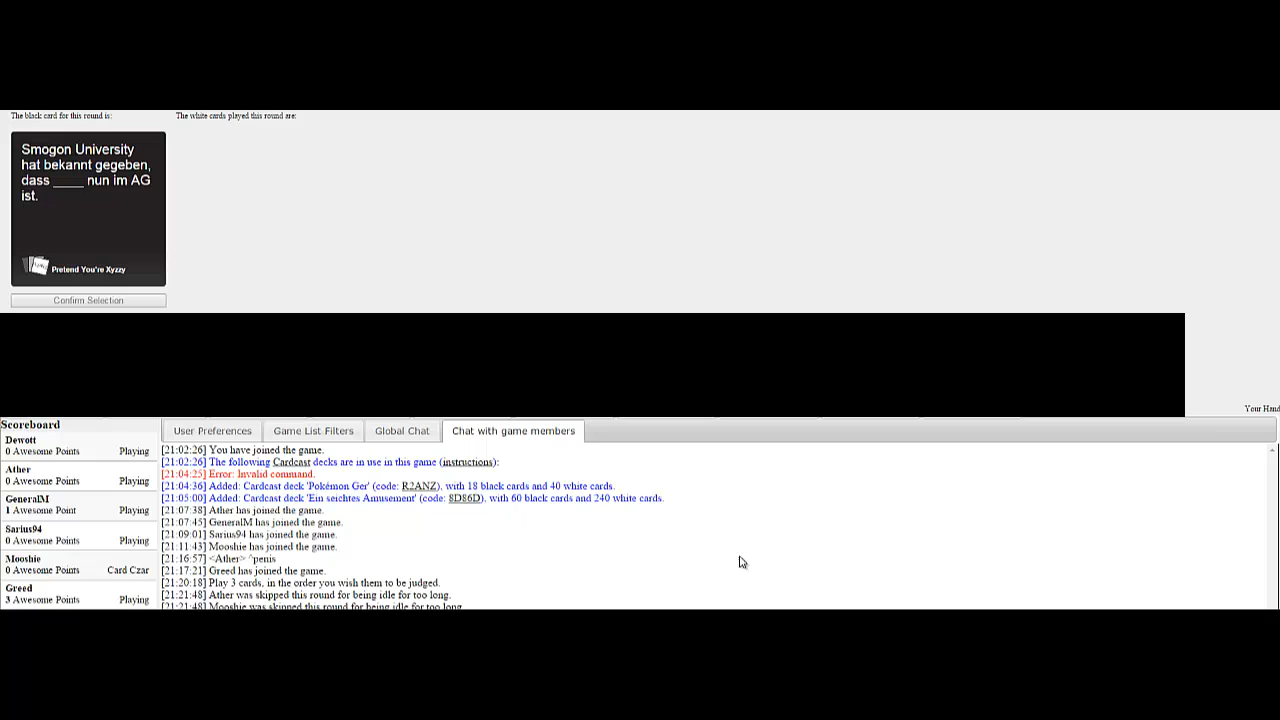 The black card for this round is:
The white cards played this round are:
Smogon University
hat bekannt gegeben,
dass ____ nun im AG
ist.
Pretend You're Xyzzy
Confirm Selection
Your Hand
Scoreboard
Dewott
0 Awesome Points Playing
Ather
0 Awesome Points Playing
GeneralM
1 Awesome Point Playing
Sarius94
0 Awesome Points Playing
Mooshie
0 Awesome Points Card Czar
Greed
3 Awesome Points Playing
User Preferences Game List Filters Global Chat Chat with game members
[21:02:26] You have joined the game.
[21:02:26] The following Cardcast decks are in use in this game (instructions):
[21:04:25] Error: Invalid command.
[21:04:36] Added: Cardcast deck 'Pokémon Ger' (code: R2ANZ), with 18 black cards and 40 white cards.
[21:05:00] Added: Cardcast deck 'Ein seichtes Amusement' (code: 8D86D), with 60 black cards and 240 white cards.
[21:07:38] Ather has joined the game.
[21:07:45] GeneralM has joined the game.
[21:09:01] Sarius94 has joined the game.
[21:11:43] Mooshie has joined the game.
[21:16:57] <Ather> ^penis
[21:17:21] Greed has joined the game.
[21:20:18] Play 3 cards, in the order you wish them to be judged.
[21:21:48] Ather was skipped this round for being idle for too long.
[21:21:48] Mooshie was skipped this round for being idle for too long.